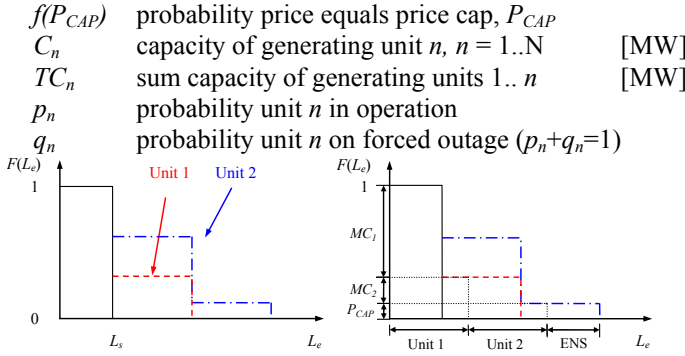 f(P_CAP) probability price equals price cap, P_CAP
C_n capacity of generating unit n, n = 1..N [MW]
TC_n sum capacity of generating units 1.. n [MW]
p_n probability unit n in operation
q_n probability unit n on forced outage (p_n+q_n=1)
F(L_e)
1
Unit 1
Unit 2
0
L_s
L_e
F(L_e)
1
MC_1
MC_2
P_CAP
0
Unit 1
Unit 2
ENS
L_e